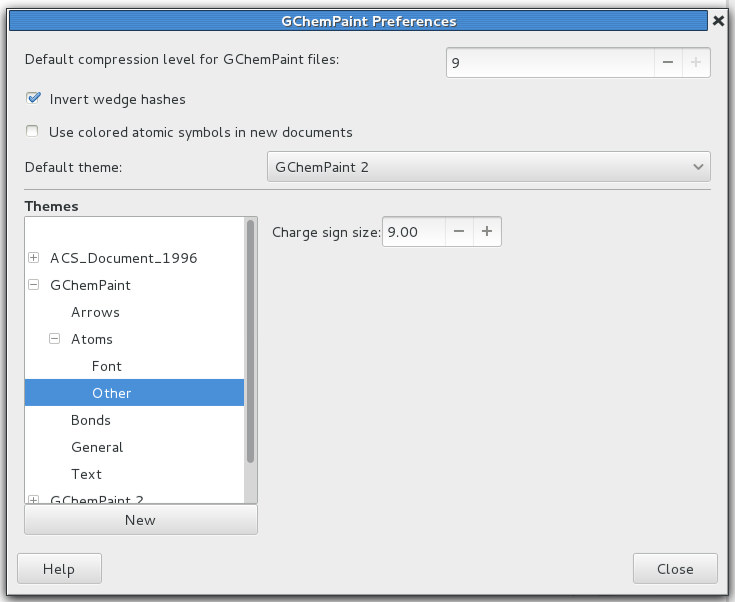 GChemPaint Preferences
Default compression level for GChemPaint files: 9
Invert wedge hashes
Use colored atomic symbols in new documents
Default theme: GChemPaint 2
Themes
Charge sign size: 9.00
ACS_Document_1996
GChemPaint
Arrows
Atoms
Font
Other
Bonds
General
Text
GChemPaint 2
New
Help Close